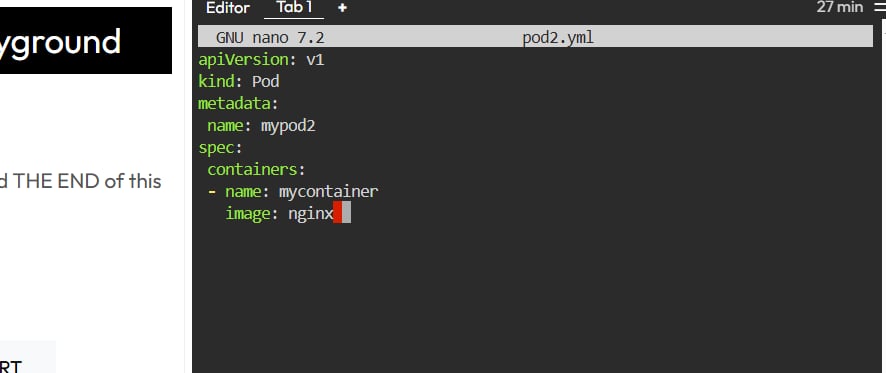 Editor Tab 1 + 27 min
yground
GNU nano 7.2 pod2.yml
apiVersion: v1
kind: Pod
metadata:
 name: mypod2
spec:
 containers:
 - name: mycontainer
   image: nginx
d THE END of this
RT